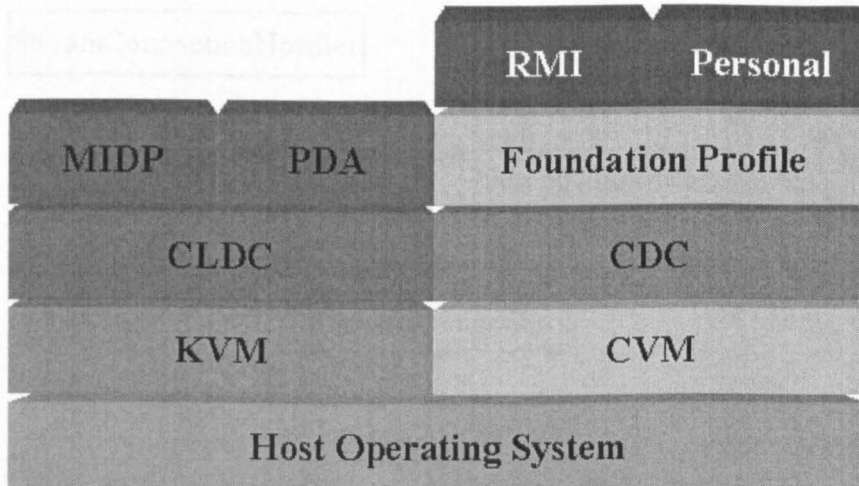 RMI Personal
MIDP PDA Foundation Profile
CLDC CDC
KVM CVM
Host Operating System